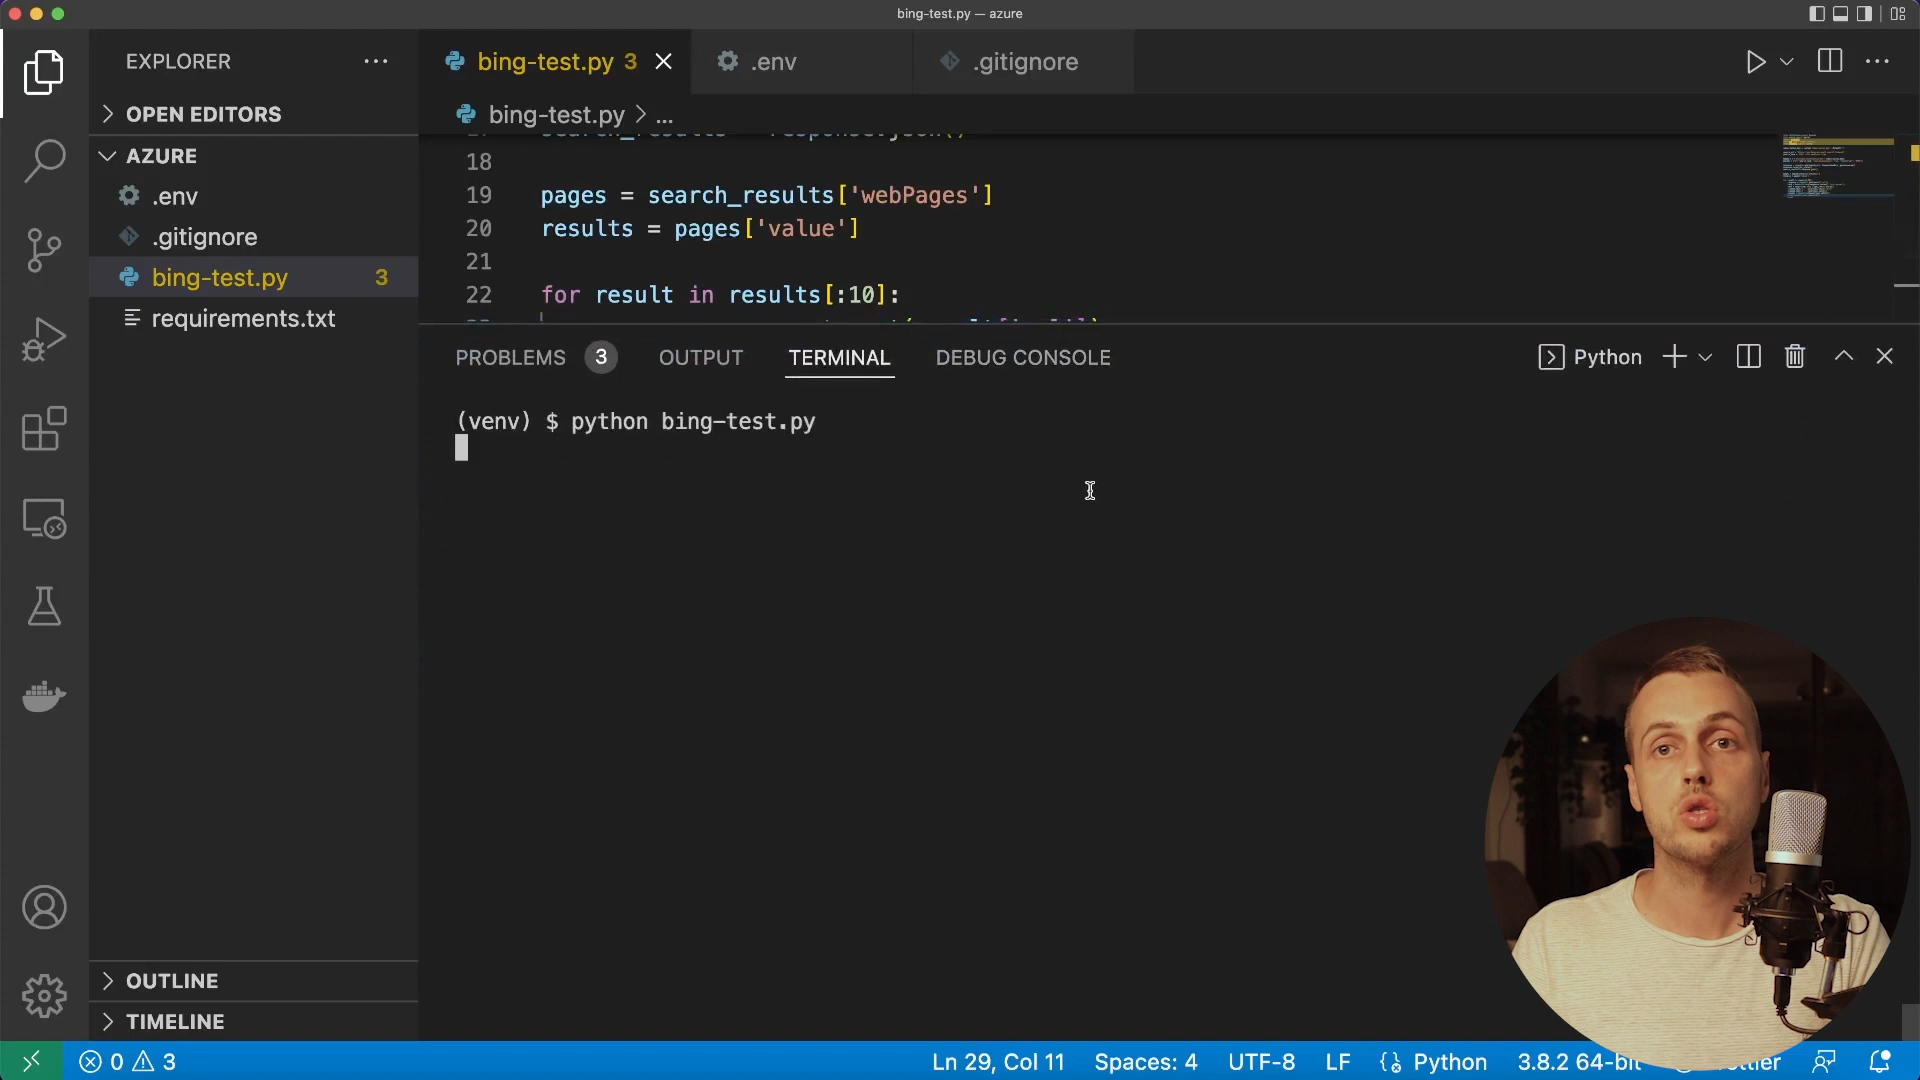 bing-test.py — azure
EXPLORER
bing-test.py 3
.env
.gitignore
OPEN EDITORS
bing-test.py > ...
AZURE
.env
.gitignore
bing-test.py 3
requirements.txt
18
19 pages = search_results['webPages']
20 results = pages['value']
21
22 for result in results[:10]:
PROBLEMS 3 OUTPUT TERMINAL DEBUG CONSOLE
Python
(venv) $ python bing-test.py
OUTLINE
TIMELINE
0 3
Ln 29, Col 11 Spaces: 4 UTF-8 LF Python 3.8.2 64-bit